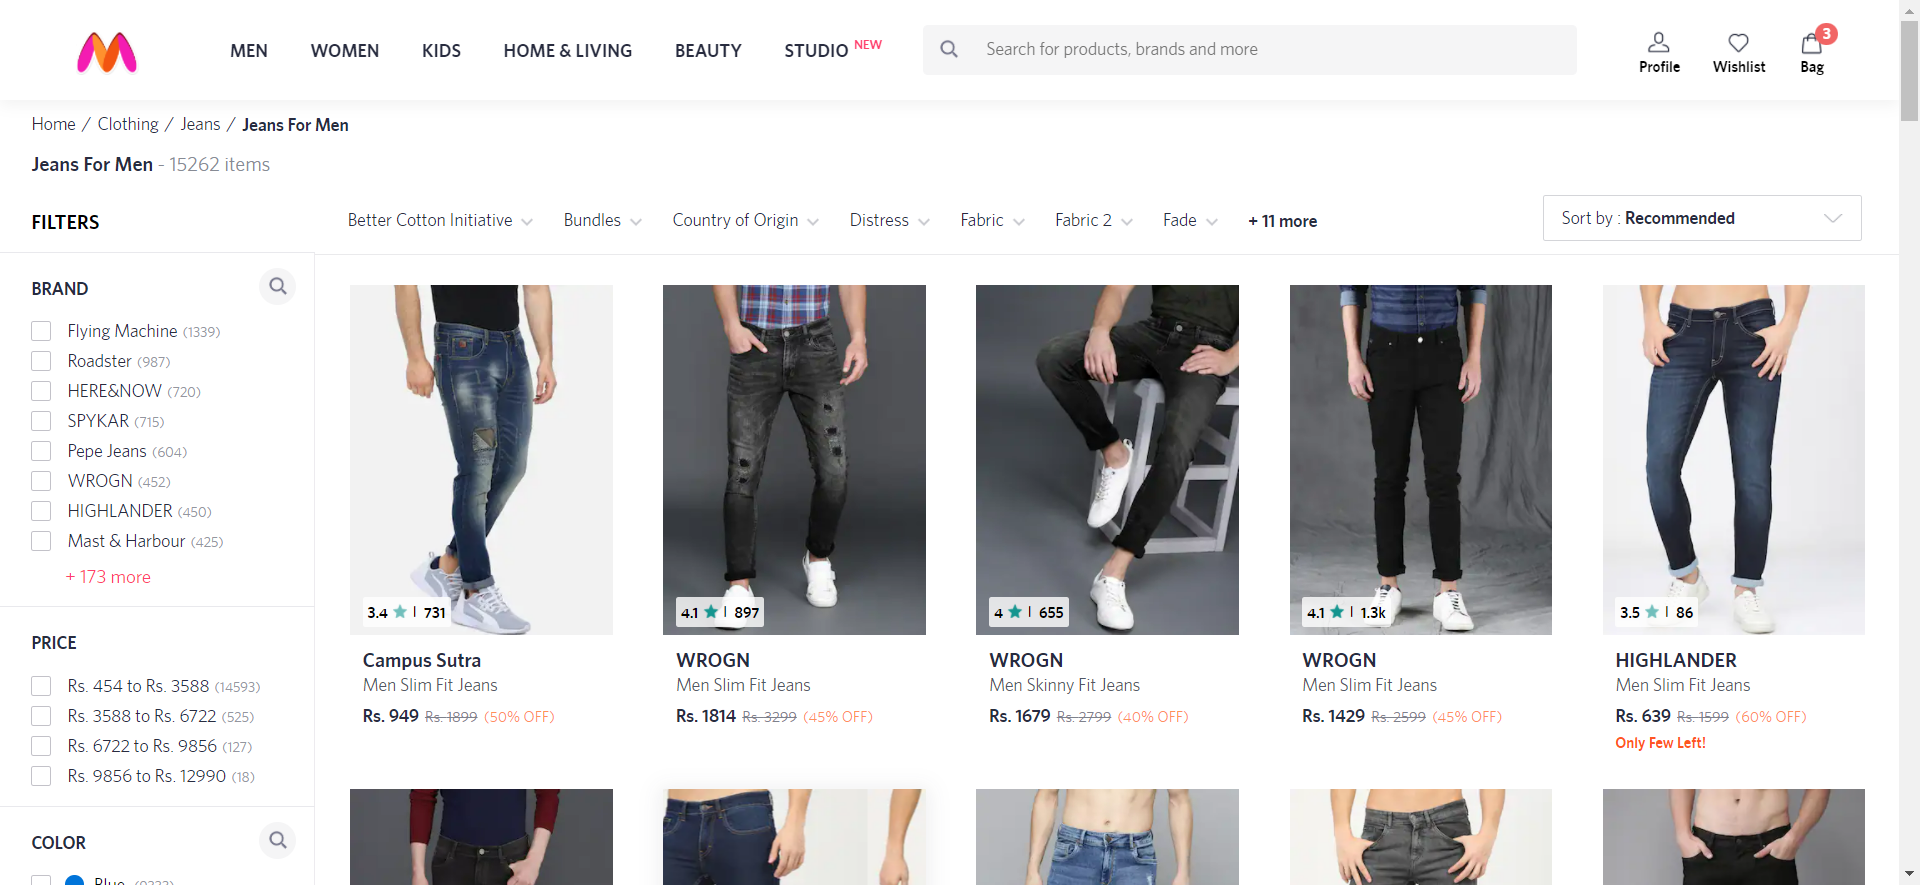 MEN WOMEN KIDS HOME & LIVING BEAUTY STUDIO NEW
Search for products, brands and more
3
Profile Wishlist Bag
Home / Clothing / Jeans / Jeans For Men
Jeans For Men - 15262 items
FILTERS
Better Cotton Initiative Bundles Country of Origin Distress Fabric Fabric 2 Fade + 11 more
Sort by : Recommended
BRAND
Flying Machine (1339)
Roadster (987)
HERE&NOW (720)
SPYKAR (715)
Pepe Jeans (604)
WROGN (452)
HIGHLANDER (450)
Mast & Harbour (425)
+ 173 more
PRICE
Rs. 454 to Rs. 3588 (14593)
Rs. 3588 to Rs. 6722 (525)
Rs. 6722 to Rs. 9856 (127)
Rs. 9856 to Rs. 12990 (18)
COLOR
Blue
3.4 | 731
Campus Sutra
Men Slim Fit Jeans
Rs. 949 Rs. 1899 (50% OFF)
4.1 | 897
WROGN
Men Slim Fit Jeans
Rs. 1814 Rs. 3299 (45% OFF)
4 | 655
WROGN
Men Skinny Fit Jeans
Rs. 1679 Rs. 2799 (40% OFF)
4.1 | 1.3k
WROGN
Men Slim Fit Jeans
Rs. 1429 Rs. 2599 (45% OFF)
3.5 | 86
HIGHLANDER
Men Slim Fit Jeans
Rs. 639 Rs. 1599 (60% OFF)
Only Few Left!